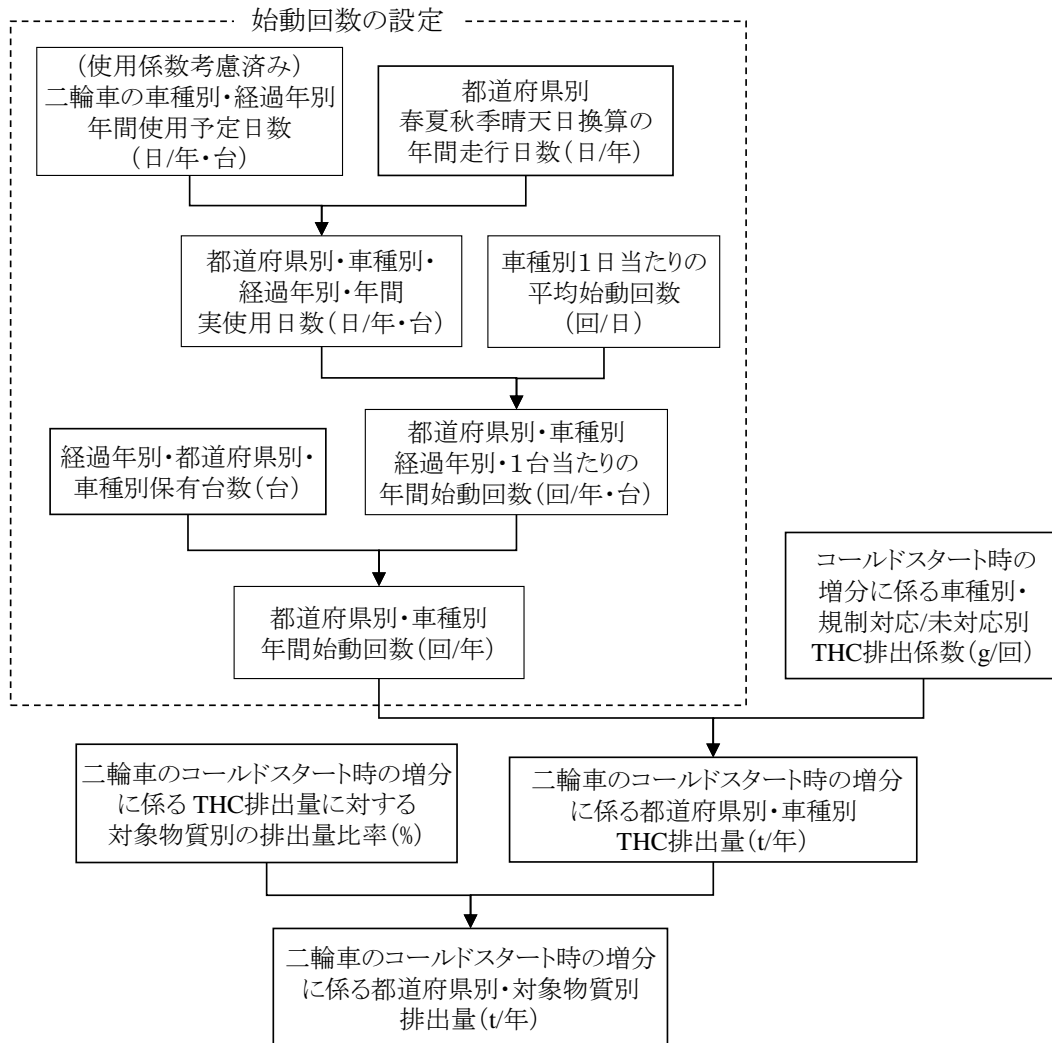 始動回数の設定
(使用係数考慮済み)
二輪車の車種別・経過年別
年間使用予定日数
(日/年・台)
都道府県別
春夏秋季晴天日換算の
年間走行日数(日/年)
都道府県別・車種別・
経過年別・年間
実使用日数(日/年・台)
車種別1日当たりの
平均始動回数
(回/日)
経過年別・都道府県別・
車種別保有台数(台)
都道府県別・車種別
経過年別・1台当たりの
年間始動回数(回/年・台)
都道府県別・車種別
年間始動回数(回/年)
コールドスタート時の
増分に係る車種別・
規制対応/未対応別
THC排出係数(g/回)
二輪車のコールドスタート時の増分
に係るTHC排出量に対する
対象物質別の排出量比率(%)
二輪車のコールドスタート時の増分
に係る都道府県別・車種別
THC排出量(t/年)
二輪車のコールドスタート時の増分
に係る都道府県別・対象物質別
排出量(t/年)